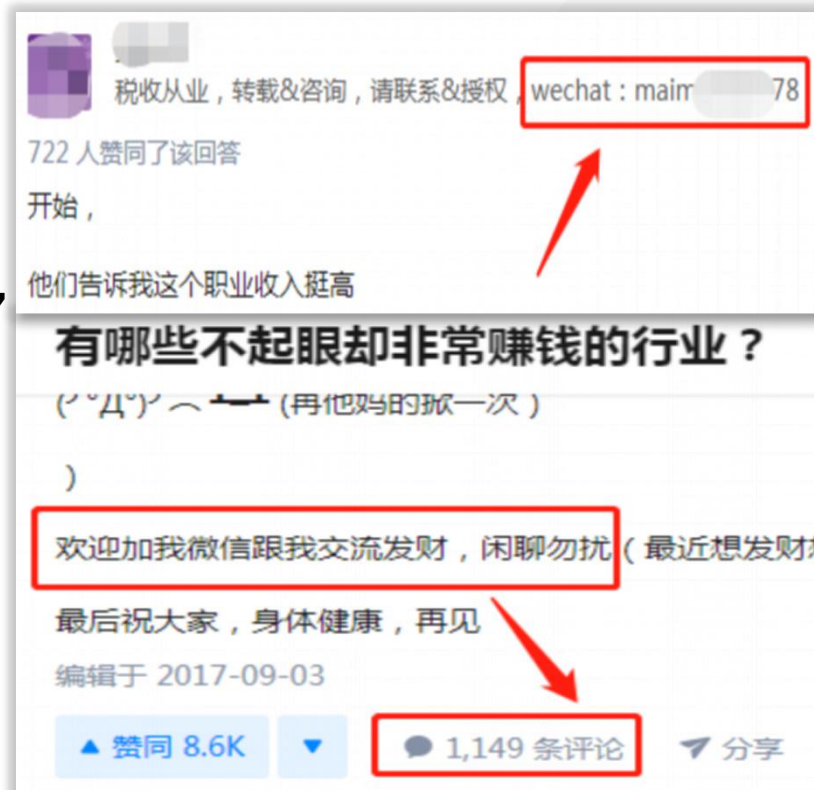 税收从业，转载&咨询，请联系&授权，wechat：maim 78
722 人赞同了该回答
开始，
他们告诉我这个职业收入挺高
有哪些不起眼却非常赚钱的行业？
(再他妈的掀一次）
)
欢迎加我微信跟我交流发财，闲聊勿扰（最近想发财
最后祝大家，身体健康，再见
编辑于 2017-09-03
▲ 赞同 8.6K ▼ 1,149 条评论 分享